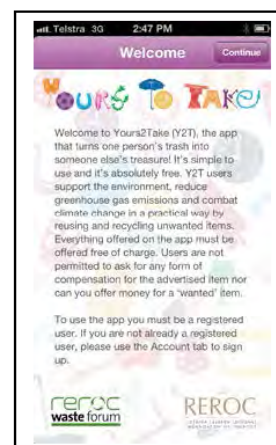 Telstra 3G 2:47 PM
Welcome Continue
YOURS TO TAKE!
Welcome to Yours2Take (Y2T), the app
that turns one person's trash into
someone else's treasure! It's simple to
use and it's absolutely free. Y2T users
support the environment, reduce
greenhouse gas emissions and combat
climate change in a practical way by
reusing and recycling unwanted items.
Everything offered on the app must be
offered free of charge. Users are not
permitted to ask for any form of
compensation for the advertised item nor
can you offer money for a 'wanted' item.
To use the app you must be a registered
user. If you are not already a registered
user, please use the Account tab to sign
up.
reroc REROC
waste forum